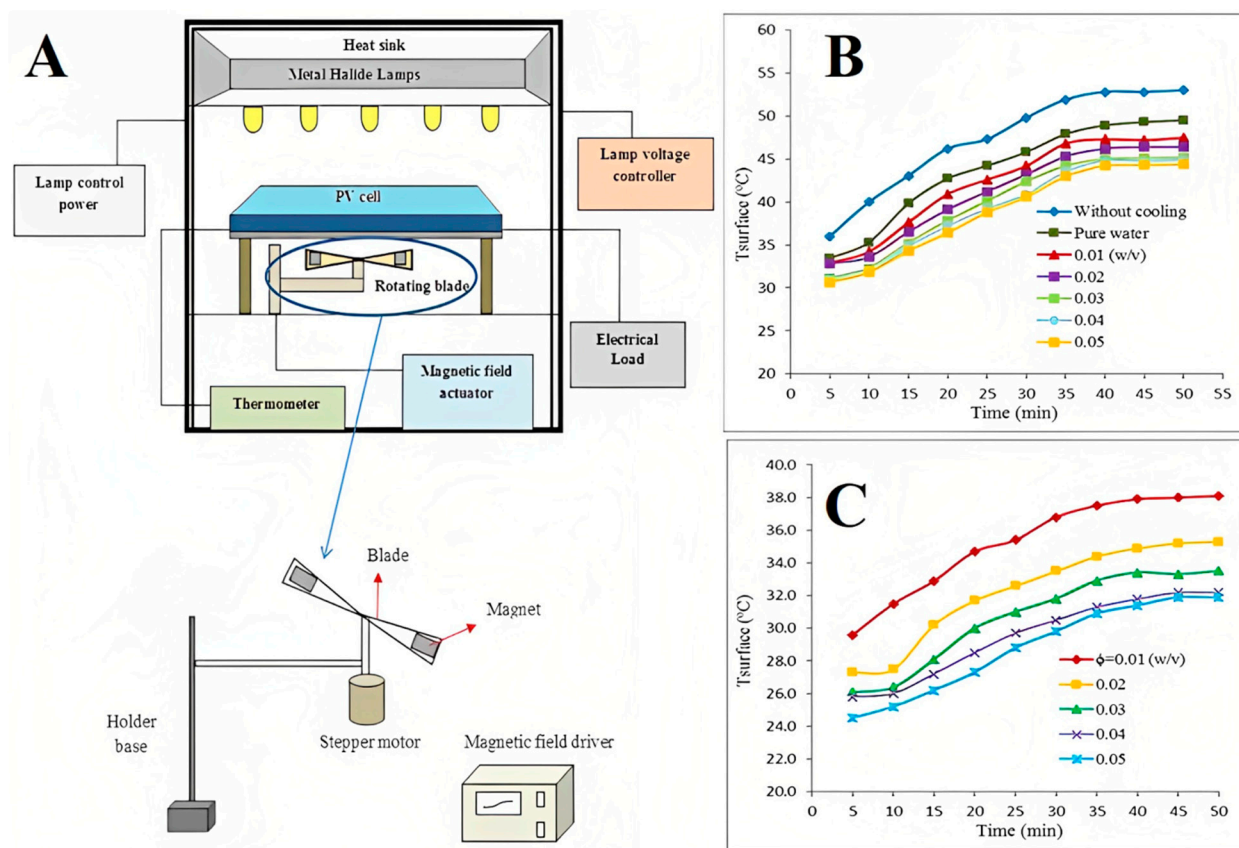 A
Heat sink
Metal Halide Lamps
Lamp control
power
Lamp voltage
controller
PV cell
Rotating blade
Electrical
Load
Magnetic field
actuator
Thermometer
Blade
Magnet
Holder
base
Stepper motor
Magnetic field driver
B
Tsurface (°C)
60
55
50
45
40
35
30
25
20
Without cooling
Pure water
0.01 (w/v)
0.02
0.03
0.04
0.05
0 5 10 15 20 25 30 35 40 45 50 55
Time (min)
C
Tsurface (°C)
40.0
38.0
36.0
34.0
32.0
30.0
28.0
26.0
24.0
22.0
20.0
ϕ=0.01 (w/v)
0.02
0.03
0.04
0.05
0 5 10 15 20 25 30 35 40 45 50
Time (min)